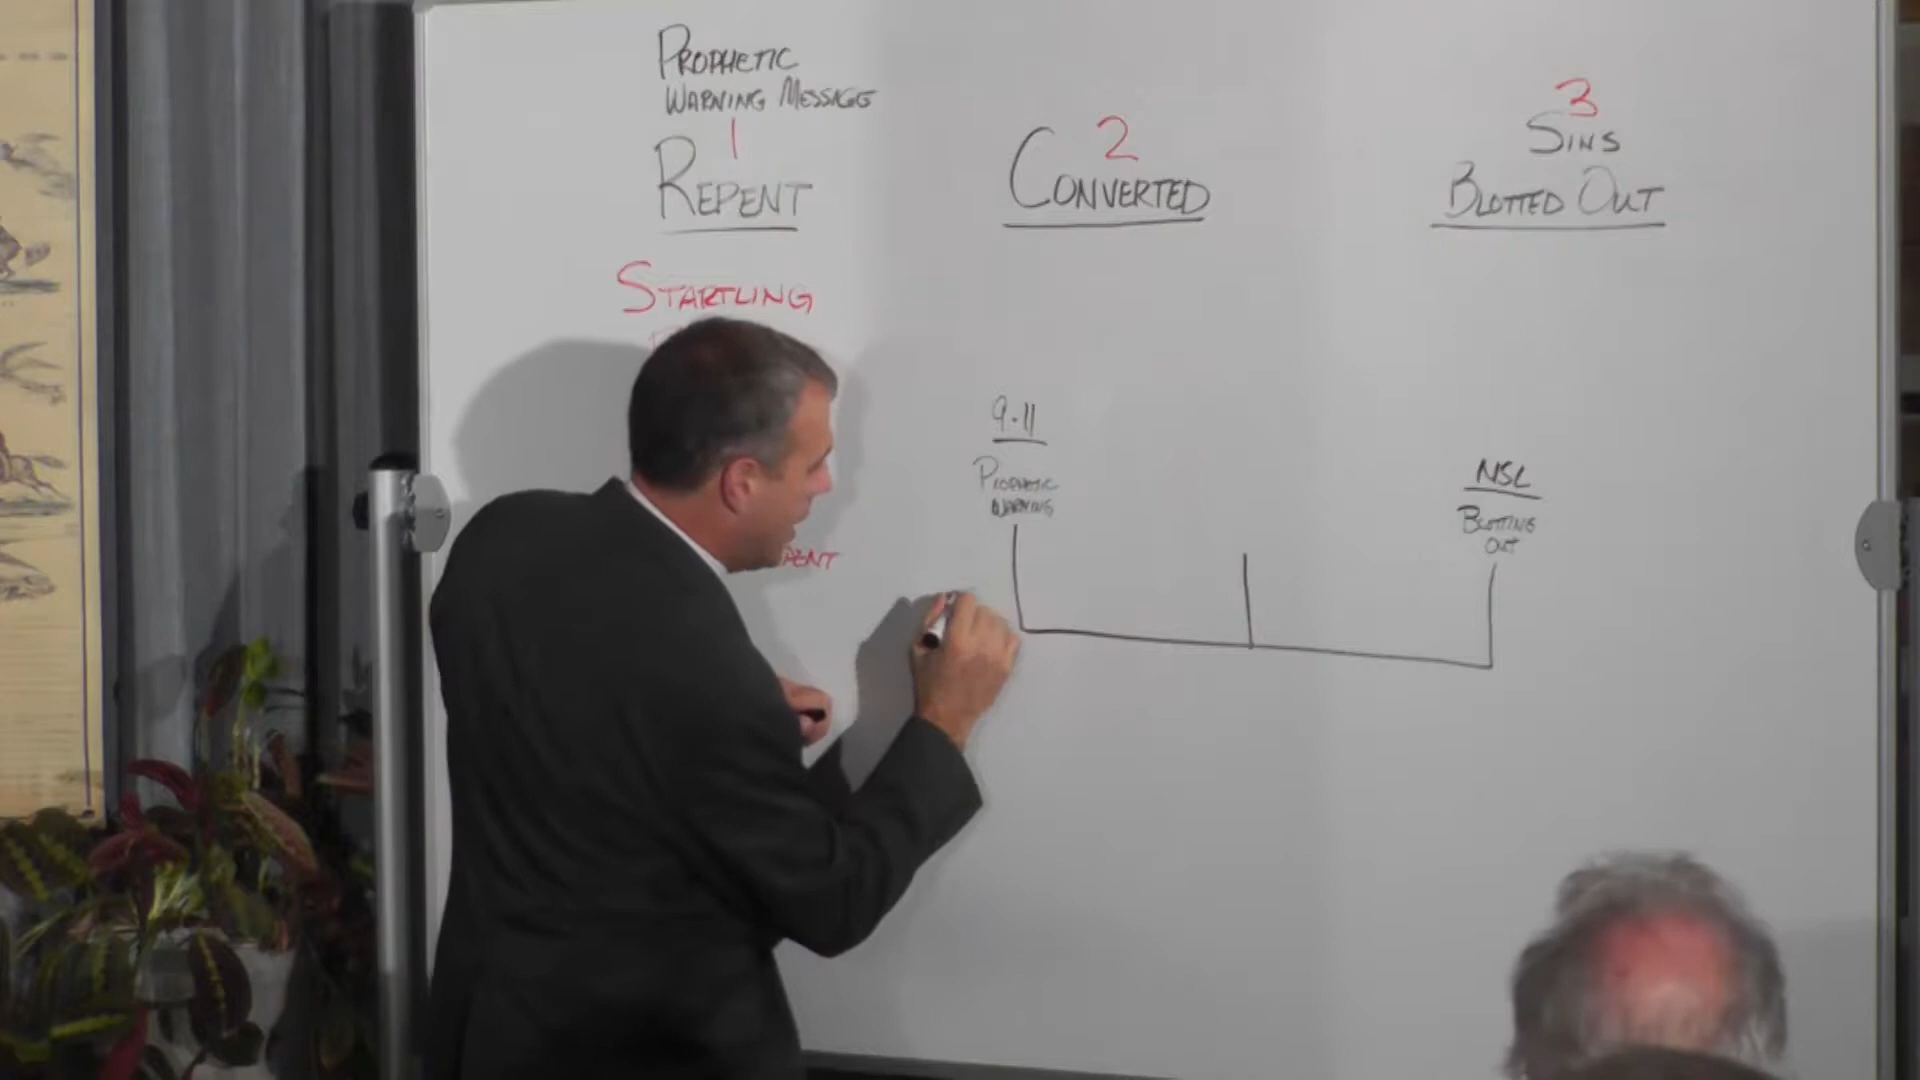 PROPHETIC
WARNING MESSAGE
1
REPENT
STARTLING
2
CONVERTED
3
SINS
BLOTTED OUT
9-11
PROPHETIC
WARNING
NSL
BLOTTING
OUT